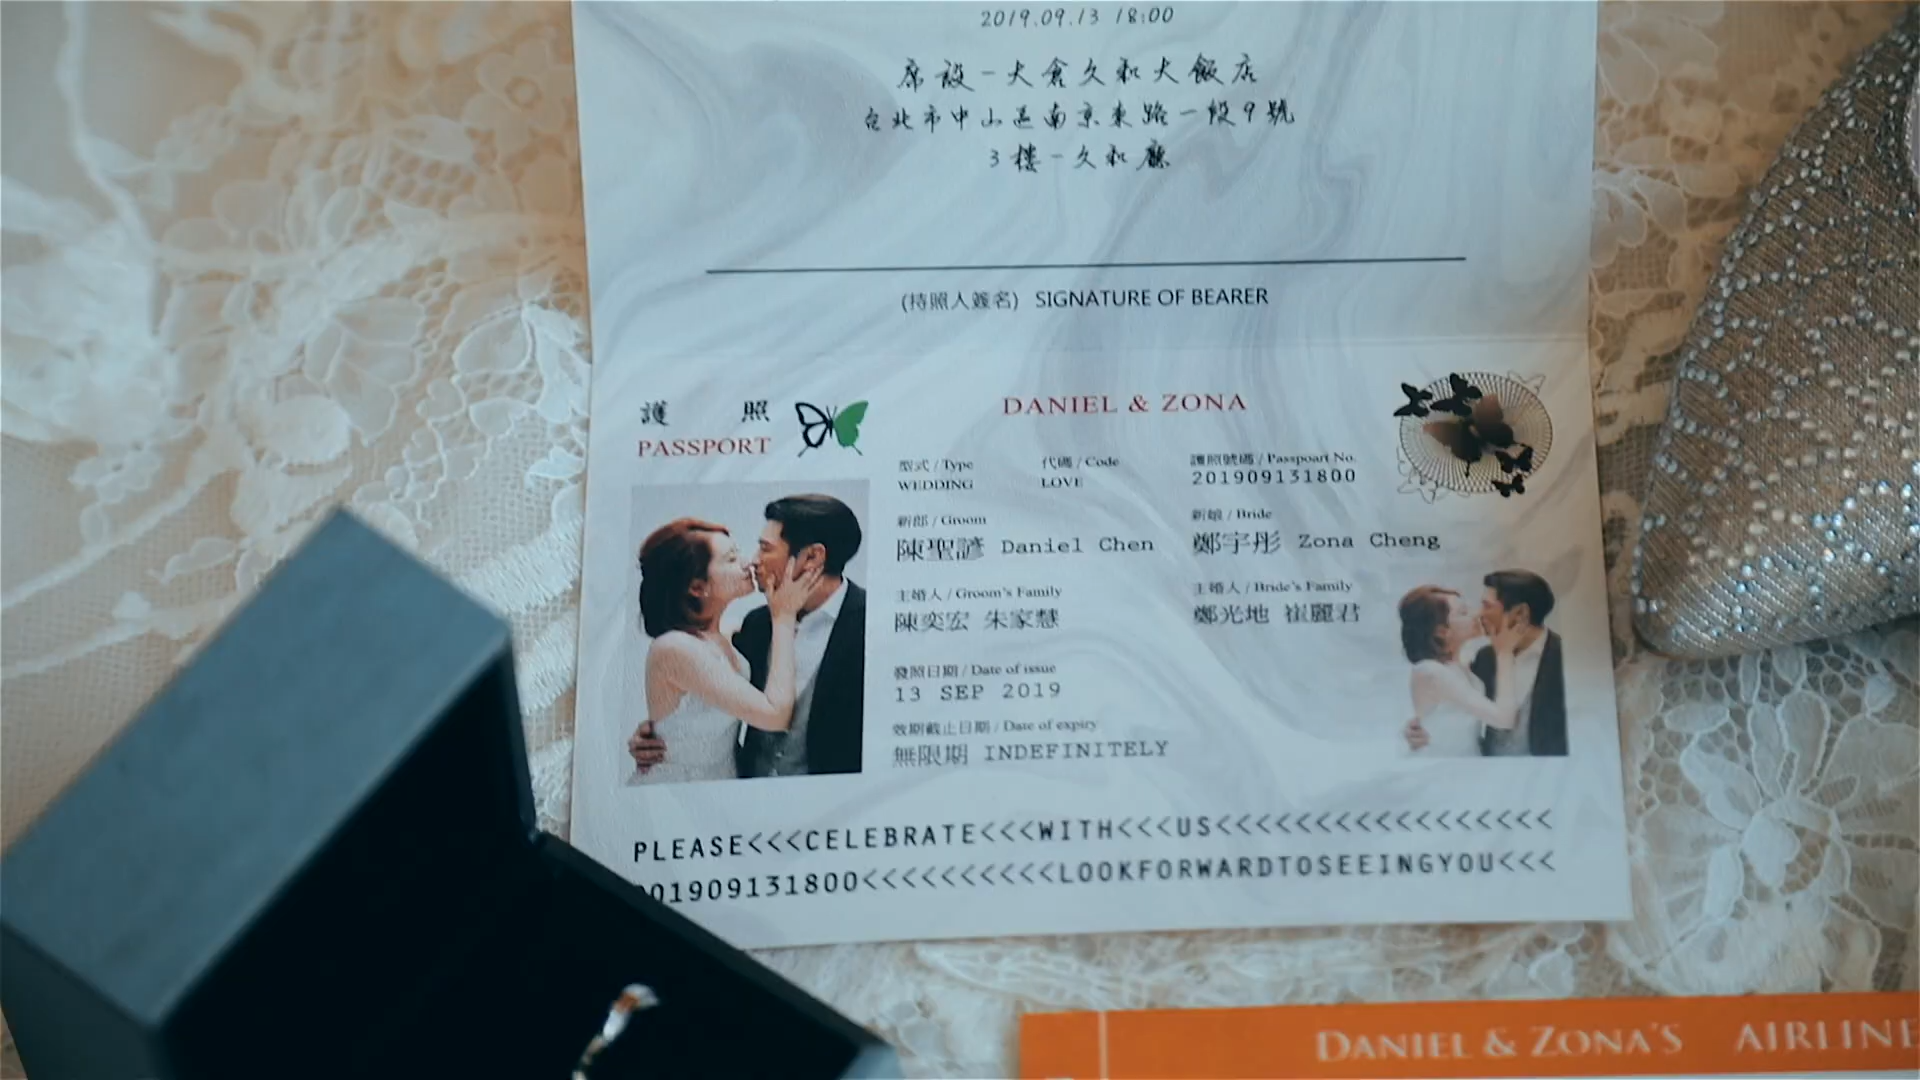 2019.09.13 18:00
席設－大倉久和大飯店
台北市中山區南京東路一段9號
3樓－久和廳
(持照人簽名) SIGNATURE OF BEARER
護照
PASSPORT
DANIEL & ZONA
型式 / Type 代碼 / Code 護照號碼 / Passpoart No.
WEDDING LOVE 201909131800
新郎 / Groom 新娘 / Bride
陳聖諺 Daniel Chen 鄭宇彤 Zona Cheng
主婚人 / Groom's Family 主婚人 / Bride's Family
陳奕宏 朱家慧 鄭光地 崔麗君
發照日期 / Date of issue
13 SEP 2019
效期截止日期 / Date of expiry
無限期 INDEFINITELY
PLEASE<<<CELEBRATE<<<WITH<<<US<<<<<<<<<<<<<<<<<<
201909131800<<<<<<<<<<LOOKFORWARDTOSEEINGYOU<<<
DANIEL & ZONA'S AIRLINE